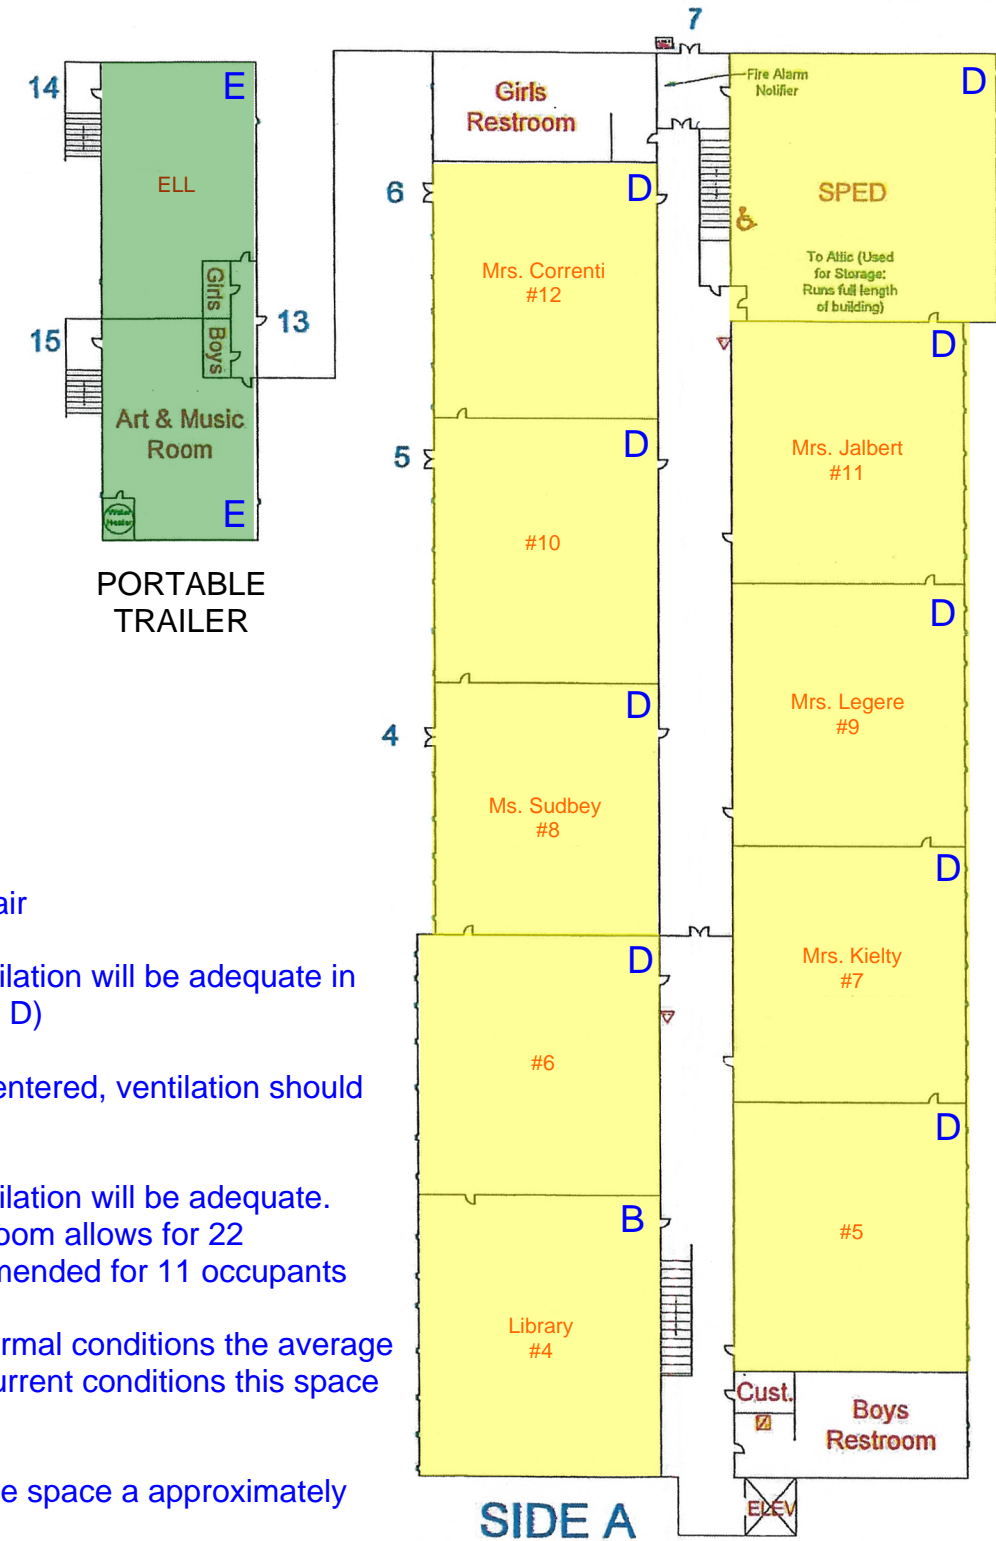 7
14
E
ELL
Girls
Boys
13
15
Art & Music
Room
Water
Heater
E
PORTABLE
TRAILER
Girls
Restroom
Fire Alarm
Notifier
D
SPED
To Attic (Used
for Storage;
Runs full length
of building)
6
D
Mrs. Correnti
#12
D
Mrs. Jalbert
#11
5
D
#10
D
Mrs. Legere
#9
4
D
Ms. Sudbey
#8
D
Mrs. Kielty
#7
D
#6
D
#5
B
Library
#4
Cust.
Boys
Restroom
ELEV
SIDE A
air
ilation will be adequate in
D)
entered, ventilation should
ilation will be adequate.
room allows for 22
mended for 11 occupants
rmal conditions the average
urrent conditions this space
e space a approximately